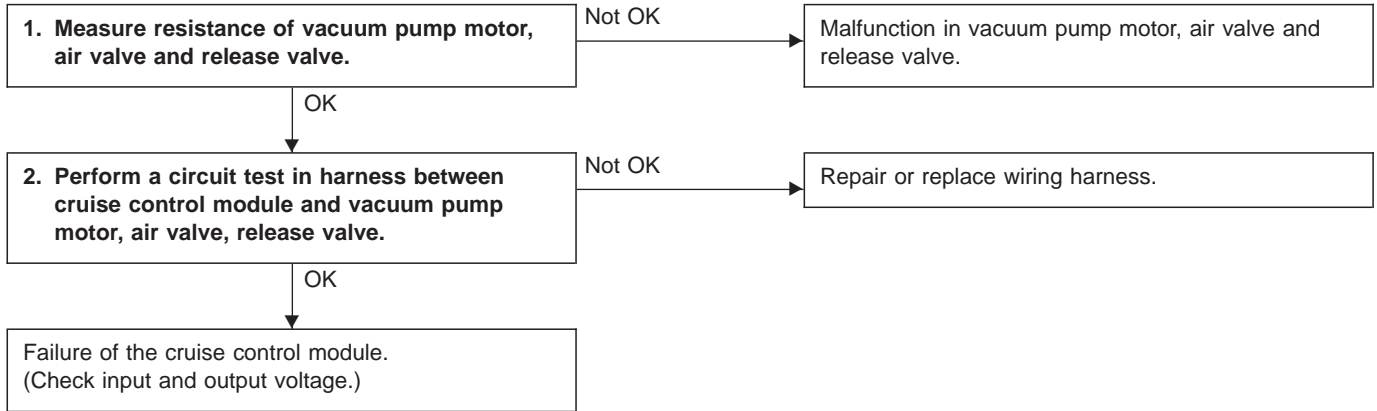 1. Measure resistance of vacuum pump motor,
air valve and release valve.
Not OK
Malfunction in vacuum pump motor, air valve and
release valve.
OK
2. Perform a circuit test in harness between
cruise control module and vacuum pump
motor, air valve, release valve.
Not OK
Repair or replace wiring harness.
OK
Failure of the cruise control module.
(Check input and output voltage.)